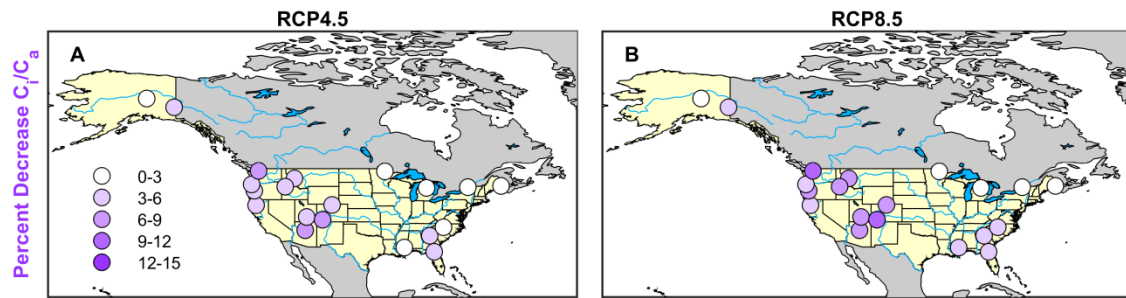 RCP4.5
RCP8.5
Percent Decrease Ci/Ca
A
B
0-3
3-6
6-9
9-12
12-15